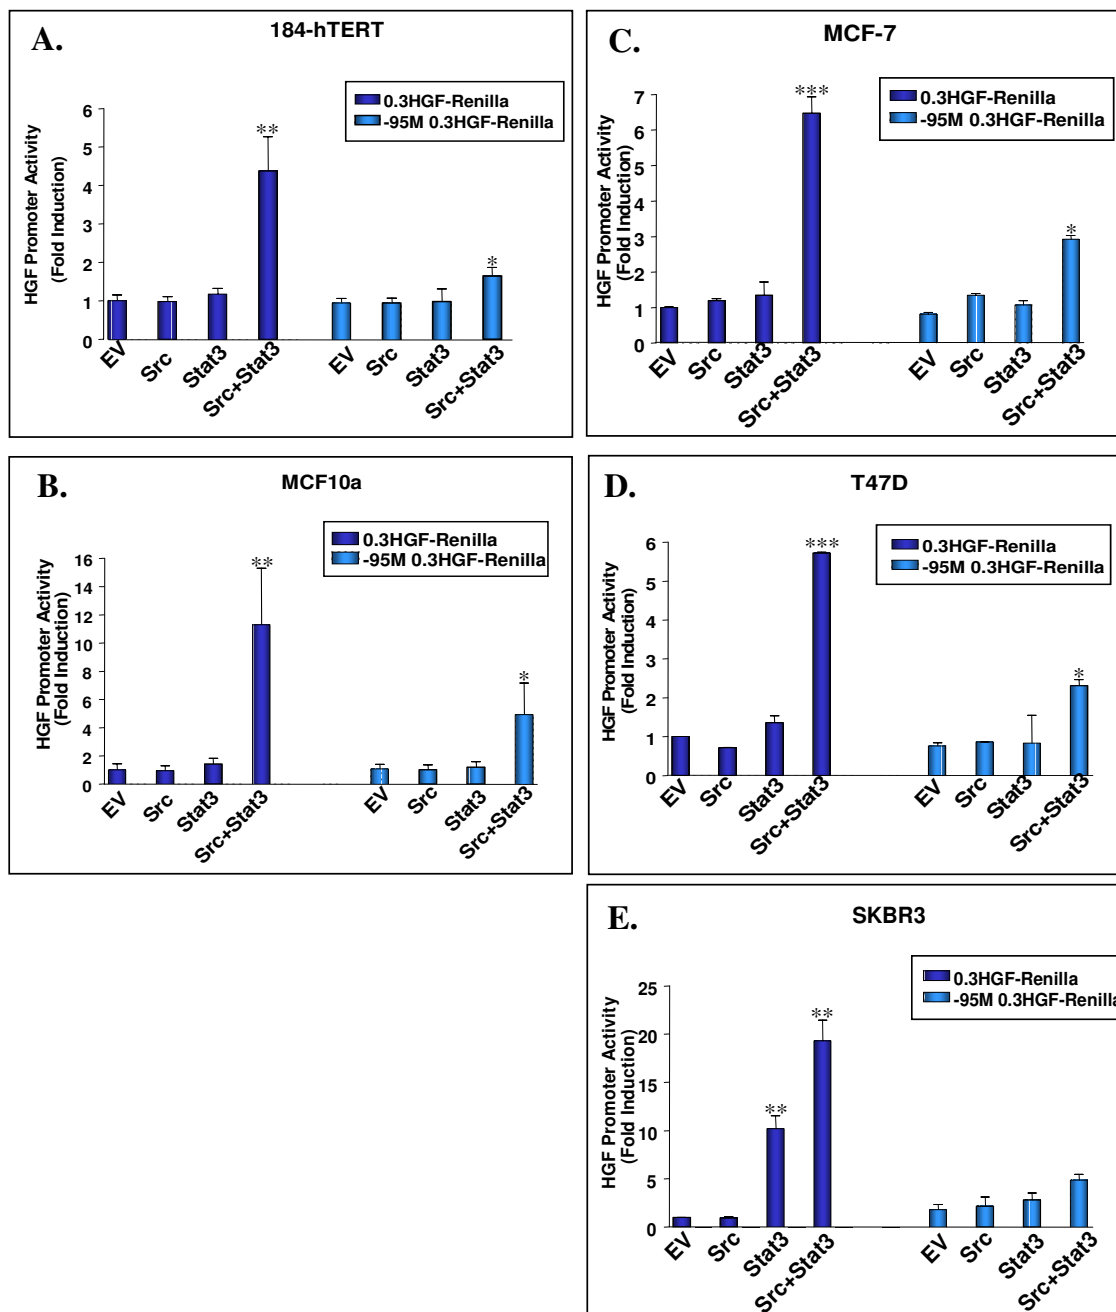 A.
184-hTERT
0.3HGF-Renilla
-95M 0.3HGF-Renilla
HGF Promoter Activity
(Fold Induction)
6
5
4
3
2
1
0
**
*
EV
Src
Stat3
Src+Stat3
EV
Src
Stat3
Src+Stat3
B.
MCF10a
0.3HGF-Renilla
-95M 0.3HGF-Renilla
HGF Promoter Activity
(Fold Induction)
16
14
12
10
8
6
4
2
0
**
*
EV
Src
Stat3
Src+Stat3
EV
Src
Stat3
Src+Stat3
C.
MCF-7
0.3HGF-Renilla
-95M 0.3HGF-Renilla
HGF Promoter Activity
(Fold Induction)
7
6
5
4
3
2
1
0
***
*
EV
Src
Stat3
Src+Stat3
EV
Src
Stat3
Src+Stat3
D.
T47D
0.3HGF-Renilla
-95M 0.3HGF-Renilla
HGF Promoter Activity
(Fold Induction)
6
5
4
3
2
1
0
***
*
EV
Src
Stat3
Src+Stat3
EV
Src
Stat3
Src+Stat3
E.
SKBR3
0.3HGF-Renilla
-95M 0.3HGF-Renilla
HGF Promoter Activity
(Fold Induction)
25
20
15
10
5
0
**
**
EV
Src
Stat3
Src+Stat3
EV
Src
Stat3
Src+Stat3